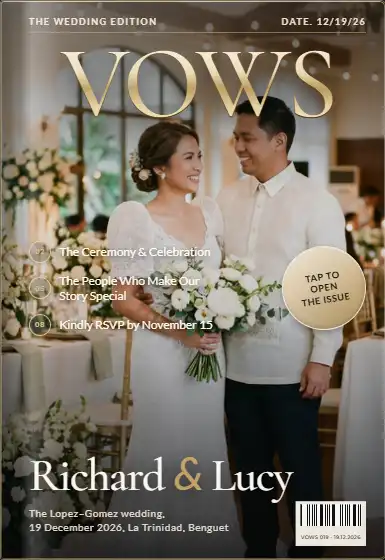 THE WEDDING EDITION
DATE. 12/19/26
VOWS
The Ceremony & Celebration
The People Who Make Our
Story Special
08
Kindly RSVP by November 15
TAP TO
OPEN
THE ISSUE
Richard & Lucy
The Lopez–Gomez wedding,
19 December 2026, La Trinidad, Benguet
VOWS 019 · 19.12.2026